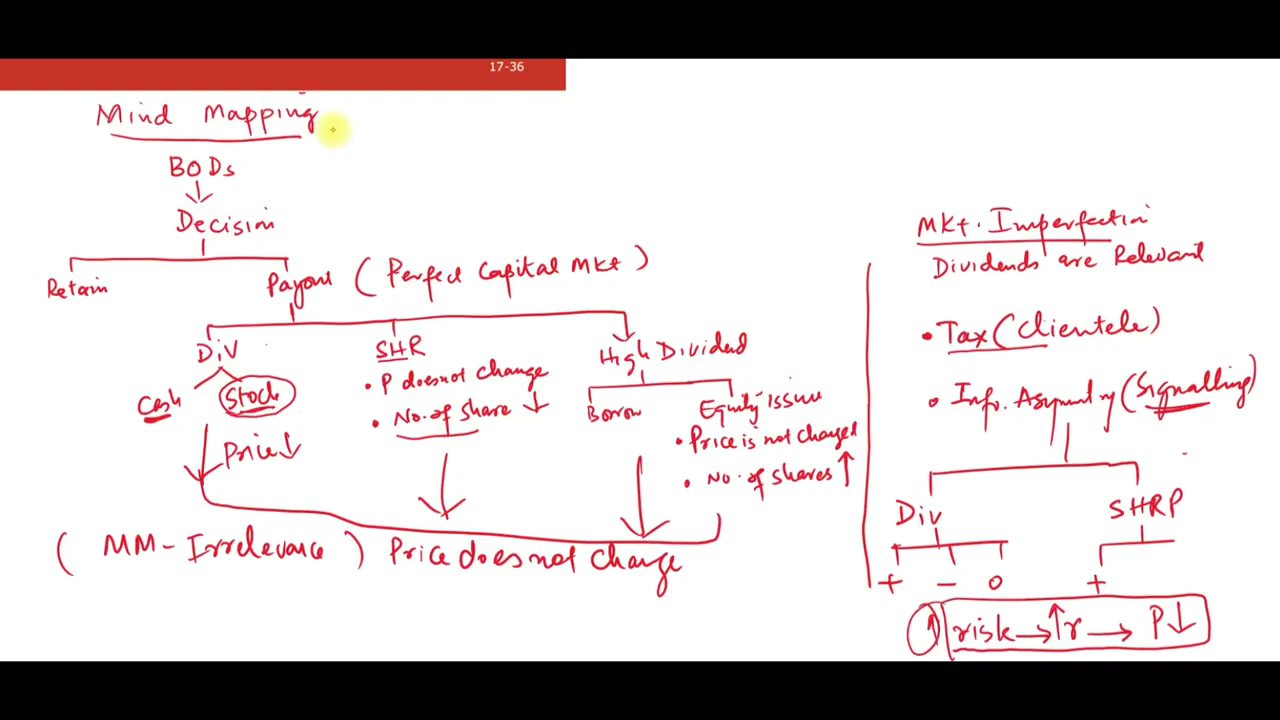 17-36
Mind Mapping
BODs
Decision
Retain
Payout (Perfect Capital Mkt)
Div
Cash
Stock
Price ↓
SHR
• P does not change
• No. of share ↓
High Divided
Borrow
Equity issue
• Price is not changed
• No. of shares ↑
(MM-Irrelevance) Price does not change
Mkt. Imperfection
Dividends are Relevant
• Tax (Clientele)
• Info. Asymmetry (Signalling)
Div
+ - 0
SHRP
+
↑ risk → ↑ r → P ↓